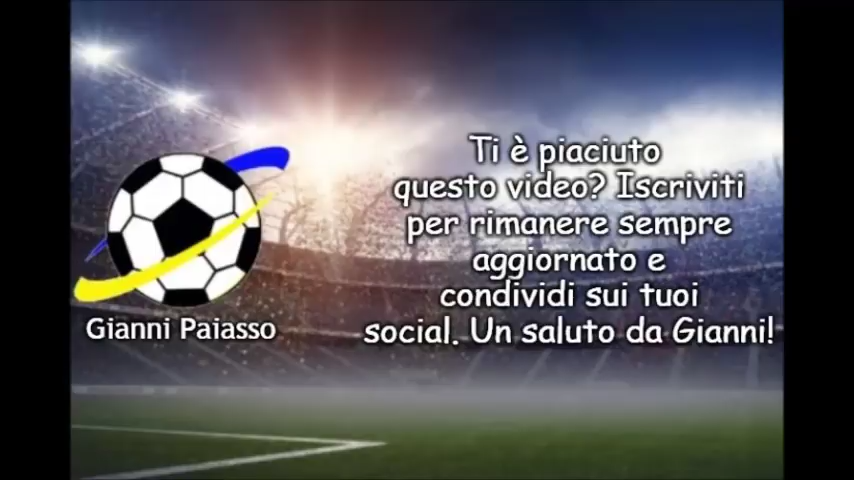 Ti è piaciuto
questo video? Iscriviti
per rimanere sempre
aggiornato e
condividi sui tuoi
social. Un saluto da Gianni!
Gianni Paiasso